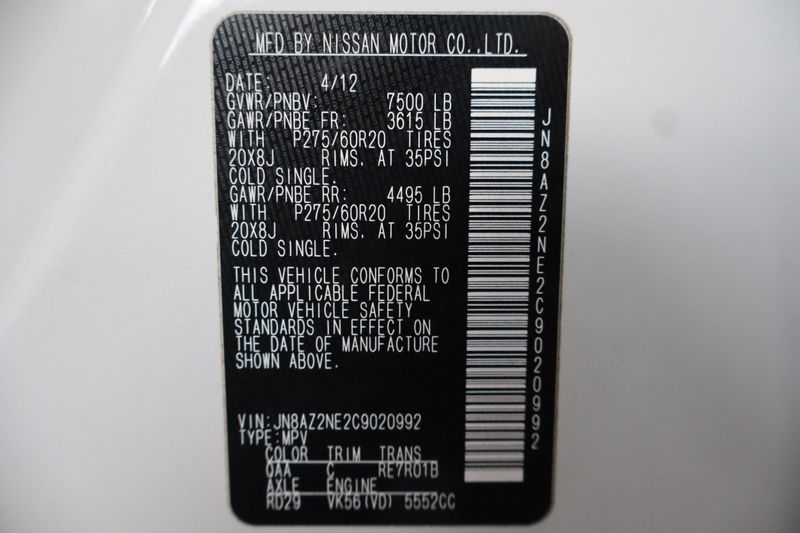 MFD BY NISSAN MOTOR CO.,LTD.
DATE: 4/12
GVWR/PNBV: 7500 LB
GAWR/PNBE FR: 3615 LB
WITH P275/60R20 TIRES
20X8J RIMS. AT 35PSI
COLD SINGLE.
GAWR/PNBE RR: 4495 LB
WITH P275/60R20 TIRES
20X8J RIMS. AT 35PSI
COLD SINGLE.
THIS VEHICLE CONFORMS TO
ALL APPLICABLE FEDERAL
MOTOR VEHICLE SAFETY
STANDARDS IN EFFECT ON
THE DATE OF MANUFACTURE
SHOWN ABOVE.
VIN:JN8AZ2NE2C9020992
TYPE:MPV
COLOR TRIM TRANS
QAA C RE7R01B
AXLE ENGINE
RD29 VK56(VD) 5552CC
JN8AZ2NE2C9020992